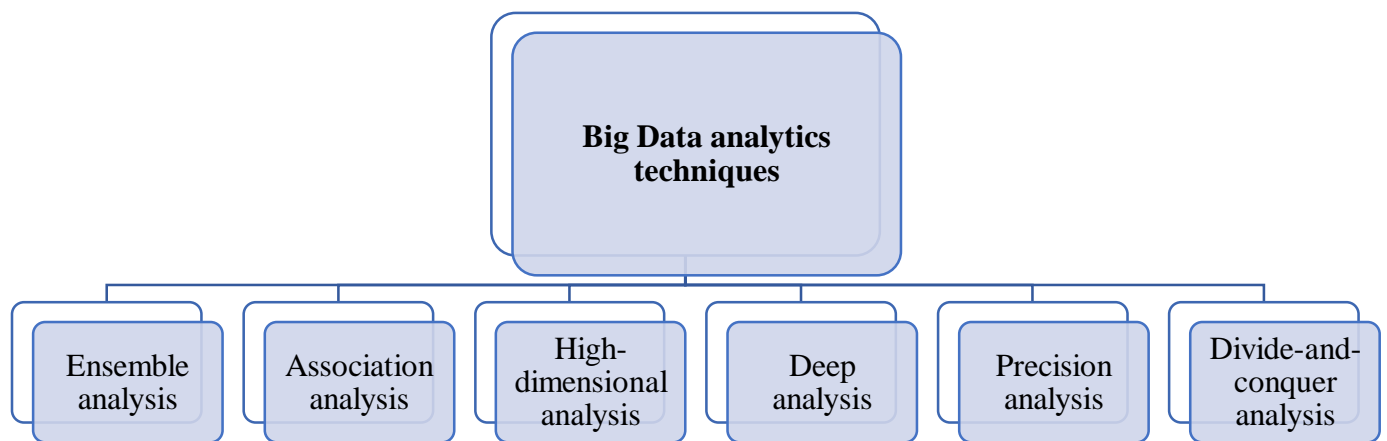 Big Data analytics
techniques
Ensemble
analysis
Association
analysis
High-
dimensional
analysis
Deep
analysis
Precision
analysis
Divide-and-
conquer
analysis